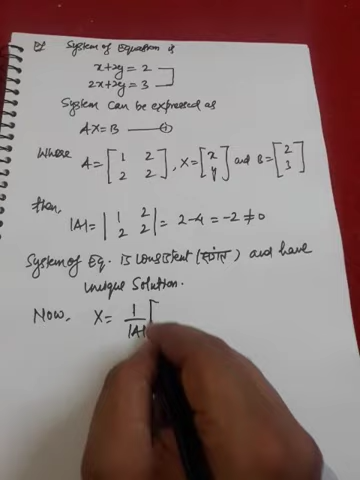 System of Equation is
x+2y = 2
2x+2y = 3
System can be expressed as
AX=B
Where A = [1 2 2 2], X = [x y] and B = [2 3]
then,
|A| = |1 2 2 2| = 2-4 = -2 ≠ 0
System of Eq. is consistent (संगत) and have
unique Solution.
Now, X = 1/|A| [